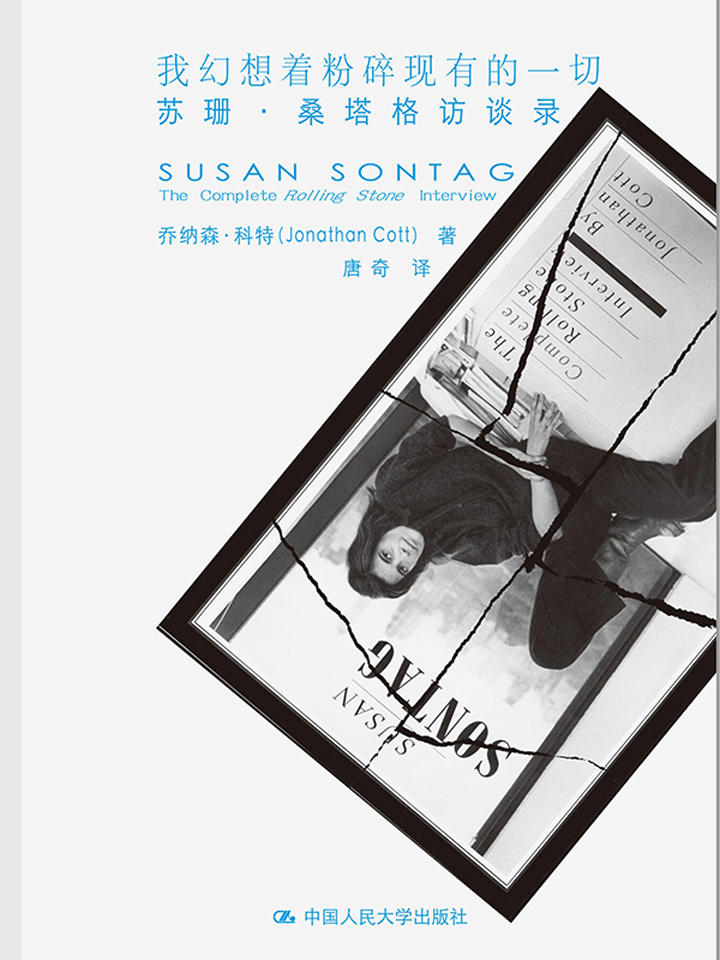 我幻想着粉碎现有的一切
苏珊·桑塔格访谈录
SUSAN SONTAG
The Complete Rolling Stone Interview
乔纳森·科特(Jonathan Cott) 著
唐奇 译
SUSAN
SONTAG
The
Complete
Rolling
Stone
Interview
By
Jonathan
Cott
中国人民大学出版社